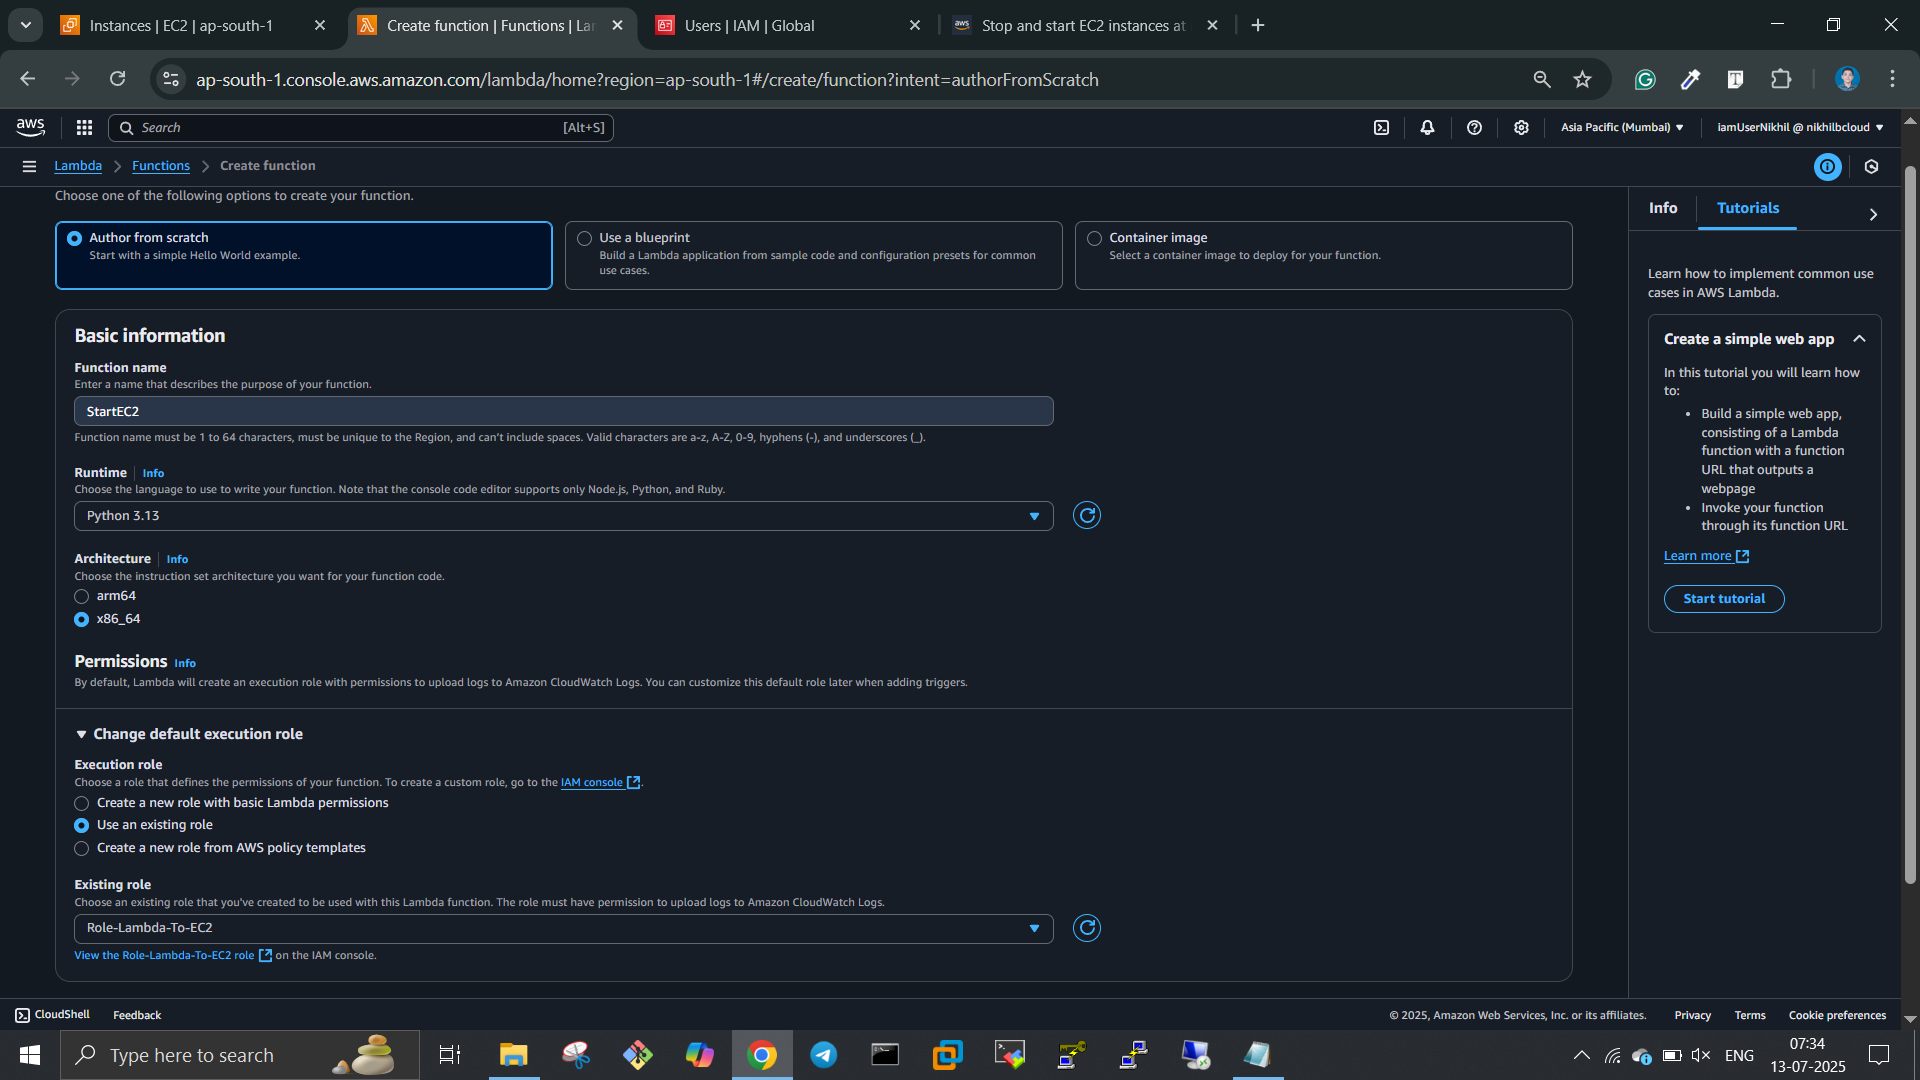 Instances | EC2 | ap-south-1
Create function | Functions | La
Users | IAM | Global
Stop and start EC2 instances at
ap-south-1.console.aws.amazon.com/lambda/home?region=ap-south-1#/create/function?intent=authorFromScratch
aws
Search
[Alt+S]
Asia Pacific (Mumbai)
iamUserNikhil @ nikhilbcloud
Lambda
Functions
Create function
Choose one of the following options to create your function.
Author from scratch
Start with a simple Hello World example.
Use a blueprint
Build a Lambda application from sample code and configuration presets for common
use cases.
Container image
Select a container image to deploy for your function.
Basic information
Function name
Enter a name that describes the purpose of your function.
StartEC2
Function name must be 1 to 64 characters, must be unique to the Region, and can't include spaces. Valid characters are a-z, A-Z, 0-9, hyphens (-), and underscores (_).
Runtime
Info
Choose the language to use to write your function. Note that the console code editor supports only Node.js, Python, and Ruby.
Python 3.13
Architecture
Info
Choose the instruction set architecture you want for your function code.
arm64
x86_64
Permissions
Info
By default, Lambda will create an execution role with permissions to upload logs to Amazon CloudWatch Logs. You can customize this default role later when adding triggers.
Change default execution role
Execution role
Choose a role that defines the permissions of your function. To create a custom role, go to the IAM console.
Create a new role with basic Lambda permissions
Use an existing role
Create a new role from AWS policy templates
Existing role
Choose an existing role that you've created to be used with this Lambda function. The role must have permission to upload logs to Amazon CloudWatch Logs.
Role-Lambda-To-EC2
View the Role-Lambda-To-EC2 role on the IAM console.
Info
Tutorials
Learn how to implement common use
cases in AWS Lambda.
Create a simple web app
In this tutorial you will learn how
to:
• Build a simple web app,
consisting of a Lambda
function with a function
URL that outputs a
webpage
• Invoke your function
through its function URL
Learn more
Start tutorial
CloudShell
Feedback
© 2025, Amazon Web Services, Inc. or its affiliates.
Privacy
Terms
Cookie preferences
Type here to search
ENG
07:34
13-07-2025